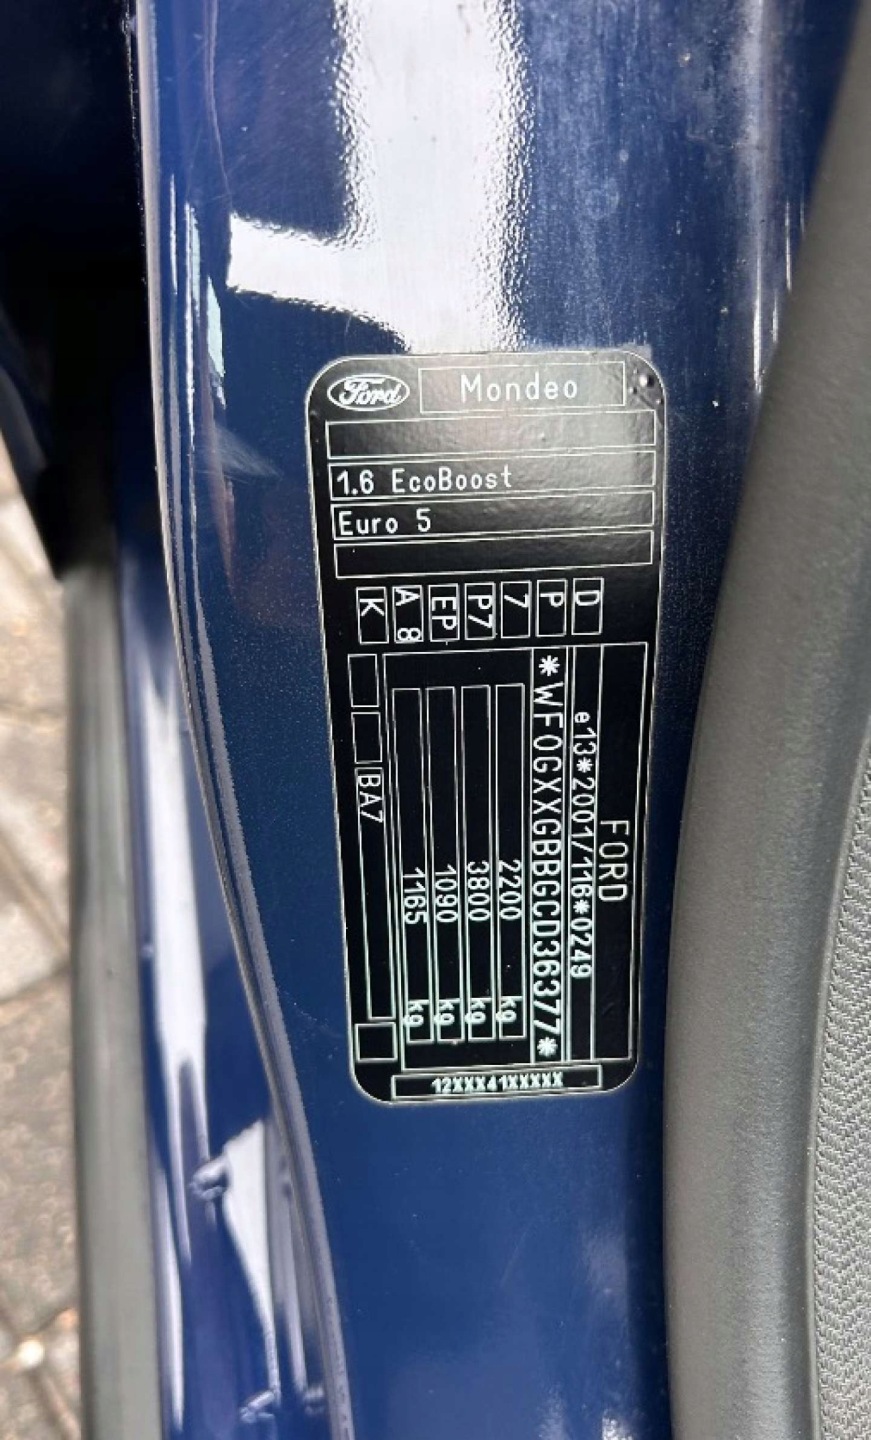 Ford Mondeo
1.6 EcoBoost
Euro 5
K A 8 EP P7 7 P D
FORD
e13*2001/116*0249
*WF0GXXGBBGCD36377*
2200 kg
3800 kg
1090 kg
1165 kg
BA7
12XXX41XXXXX